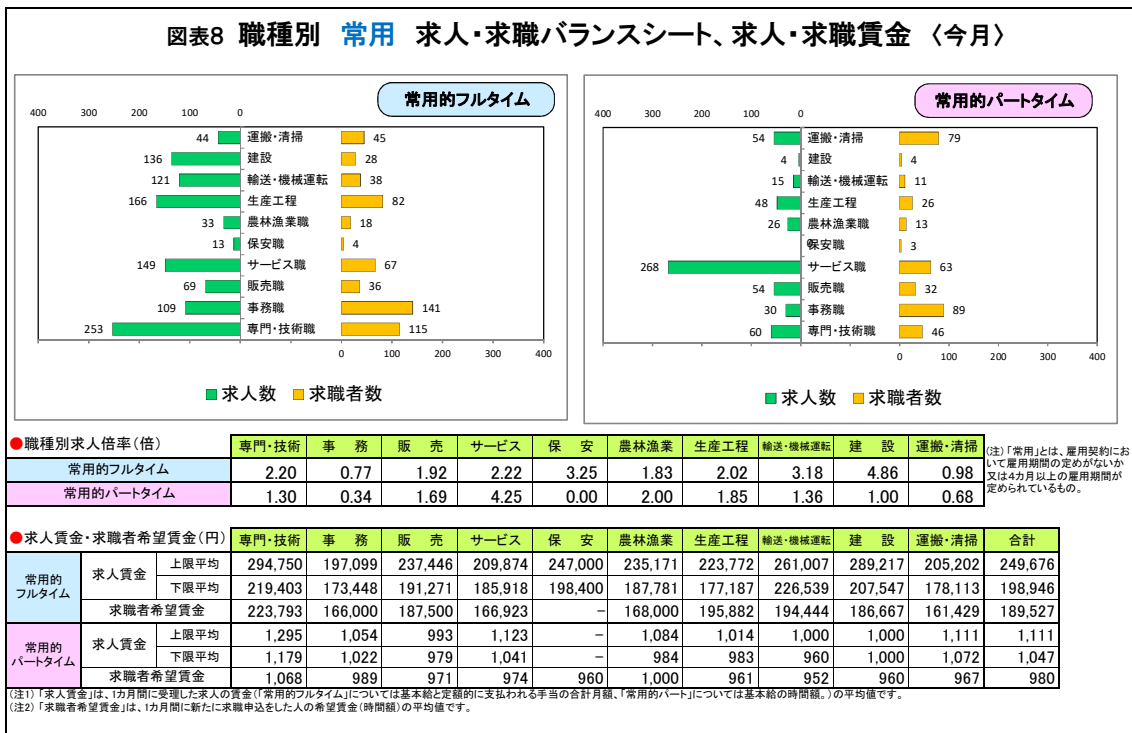 図表8 職種別 常用 求人・求職バランスシート、求人・求職賃金 〈今月〉
常用的フルタイム
400 300 200 100 0
44 運搬・清掃 45
136 建設 28
121 輸送・機械運転 38
166 生産工程 82
33 農林漁業職 18
13 保安職 4
149 サービス職 67
69 販売職 36
109 事務職 141
253 専門・技術職 115
0 100 200 300 400
■求人数 ■求職者数
常用的パートタイム
400 300 200 100 0
54 運搬・清掃 79
4 建設 4
15 輸送・機械運転 11
48 生産工程 26
26 農林漁業職 13
0 保安職 3
268 サービス職 63
54 販売職 32
30 事務職 89
60 専門・技術職 46
0 100 200 300 400
■求人数 ■求職者数
●職種別求人倍率(倍) 専門・技術 事 務 販 売 サービス 保 安 農林漁業 生産工程 輸送・機械運転 建 設 運搬・清掃
常用的フルタイム 2.20 0.77 1.92 2.22 3.25 1.83 2.02 3.18 4.86 0.98
常用的パートタイム 1.30 0.34 1.69 4.25 0.00 2.00 1.85 1.36 1.00 0.68
(注)「常用」とは、雇用契約にお
いて雇用期間の定めがないか
又は4カ月以上の雇用期間が
定められているもの。
●求人賃金・求職者希望賃金(円) 専門・技術 事 務 販 売 サービス 保 安 農林漁業 生産工程 輸送・機械運転 建 設 運搬・清掃 合計
常用的
フルタイム
求人賃金 上限平均 294,750 197,099 237,446 209,874 247,000 235,171 223,772 261,007 289,217 205,202 249,676
下限平均 219,403 173,448 191,271 185,918 198,400 187,781 177,187 226,539 207,547 178,113 198,946
求職者希望賃金 223,793 166,000 187,500 166,923 － 168,000 195,882 194,444 186,667 161,429 189,527
常用的
パートタイム
求人賃金 上限平均 1,295 1,054 993 1,123 － 1,084 1,014 1,000 1,000 1,111 1,111
下限平均 1,179 1,022 979 1,041 － 984 983 960 1,000 1,072 1,047
求職者希望賃金 1,068 989 971 974 960 1,000 961 952 960 967 980
(注1)「求人賃金」は、1カ月間に受理した求人の賃金(「常用的フルタイム」については基本給と定額的に支払われる手当の合計月額、「常用的パート」については基本給の時間額。)の平均値です。
(注2)「求職者希望賃金」は、1カ月間に新たに求職申込をした人の希望賃金(時間額)の平均値です。